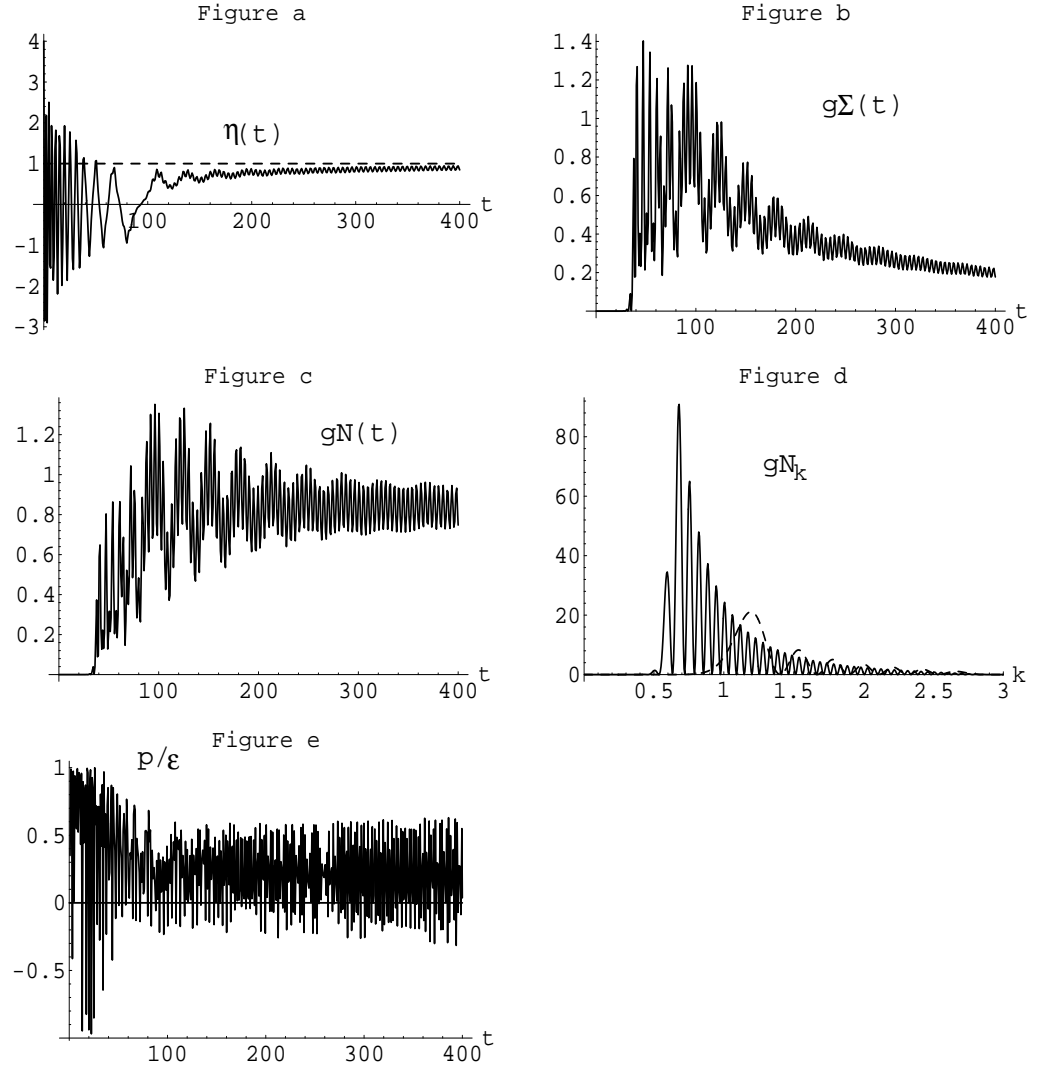 Figure a
4
3
2
1
-1
-2
-3
η(t)
100 200 300 400
t
Figure b
1.4
1.2
1
0.8
0.6
0.4
0.2
gΣ(t)
100 200 300 400
t
Figure c
1.2
1
0.8
0.6
0.4
0.2
gN(t)
100 200 300 400
t
Figure d
80
60
40
20
0
gNk
0.5 1 1.5 2 2.5 3
k
Figure e
p/ε
1
0.5
0
-0.5
100 200 300 400
t